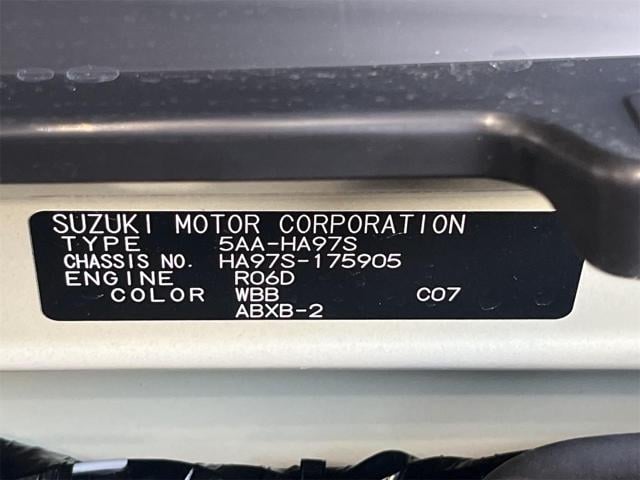 SUZUKI MOTOR CORPORATION
TYPE 5AA-HA97S
CHASSIS NO. HA97S-175905
ENGINE R06D
COLOR WBB C07
ABXB-2